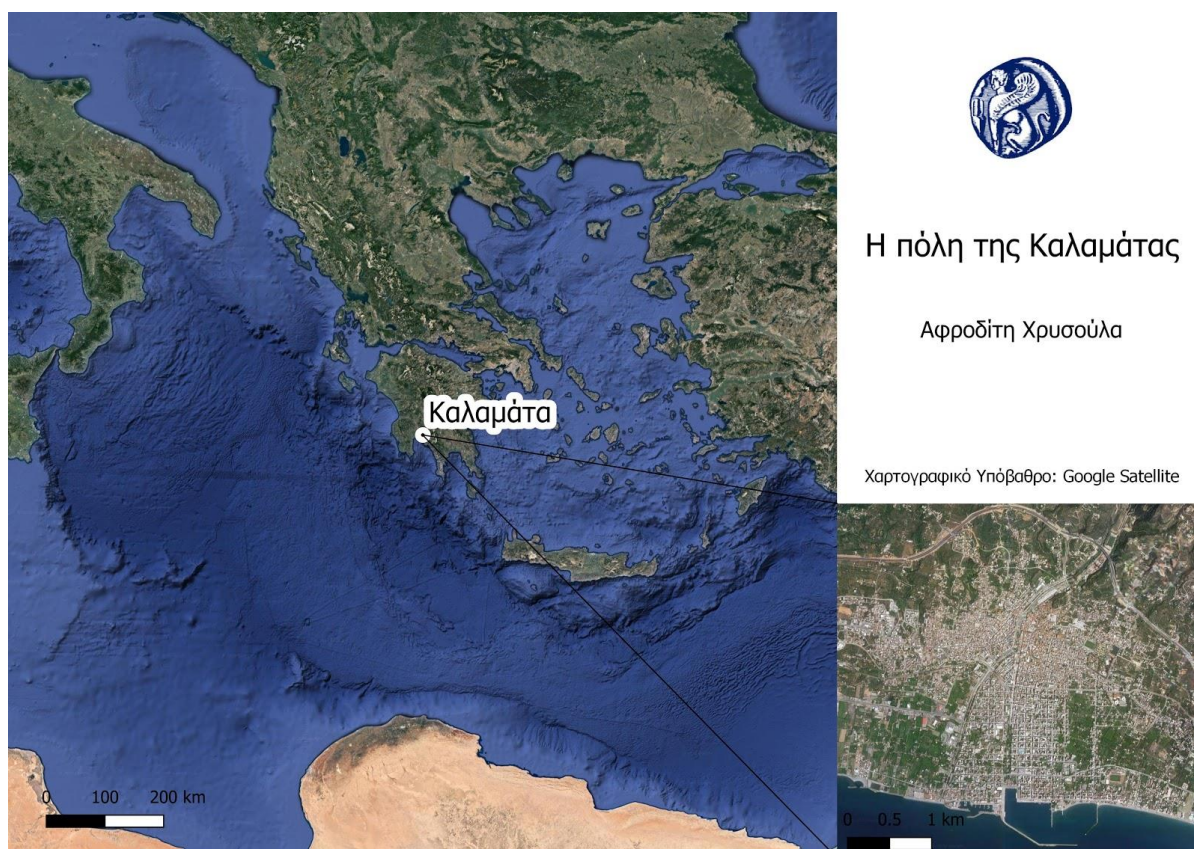 Καλαμάτα
0 100 200 km
Η πόλη της Καλαμάτας
Αφροδίτη Χρυσούλα
Χαρτογραφικό Υπόβαθρο: Google Satellite
0 0.5 1 km